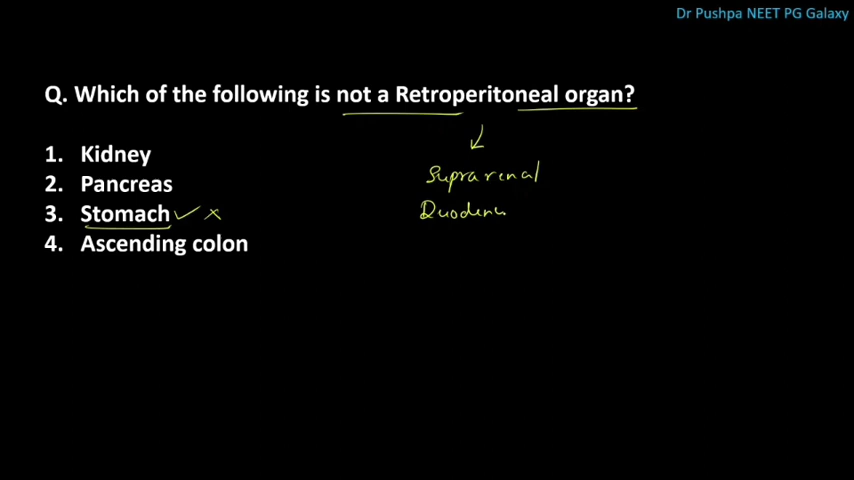 Dr Pushpa NEET PG Galaxy
Q. Which of the following is not a Retroperitoneal organ?
1. Kidney
2. Pancreas
3. Stomach ✓ ×
4. Ascending colon
Suprarenal
Duodenu